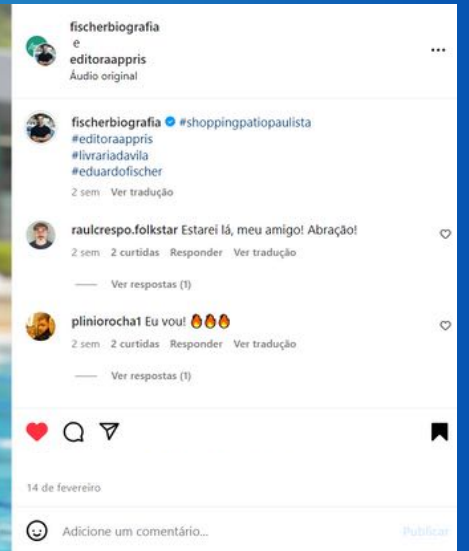 fischerbiografia
e
editoraappris
Áudio original
fischerbiografia #shoppingpatiopaulista
#editoraappris
#livrariadavila
#eduardofischer
2 sem Ver tradução
raulcrespo.folkstar Estarei lá, meu amigo! Abração!
2 sem 2 curtidas Responder Ver tradução
Ver respostas (1)
pliniorocha1 Eu vou! 🔥🔥🔥
2 sem 2 curtidas Responder Ver tradução
Ver respostas (1)
14 de fevereiro
Adicione um comentário... Publicar